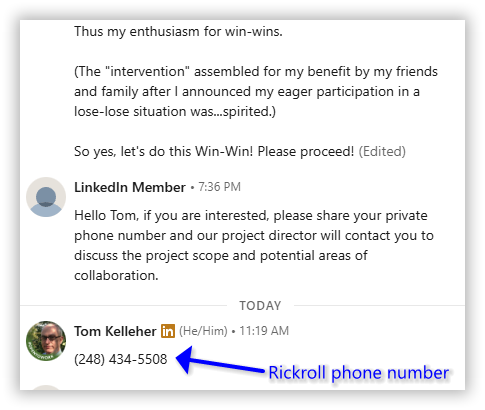 Thus my enthusiasm for win-wins.
(The "intervention" assembled for my benefit by my friends
and family after I announced my eager participation in a
lose-lose situation was...spirited.)
So yes, let's do this Win-Win! Please proceed! (Edited)
LinkedIn Member • 7:36 PM
Hello Tom, if you are interested, please share your private
phone number and our project director will contact you to
discuss the project scope and potential areas of
collaboration.
TODAY
Tom Kelleher in (He/Him) • 11:19 AM
(248) 434-5508
Rickroll phone number